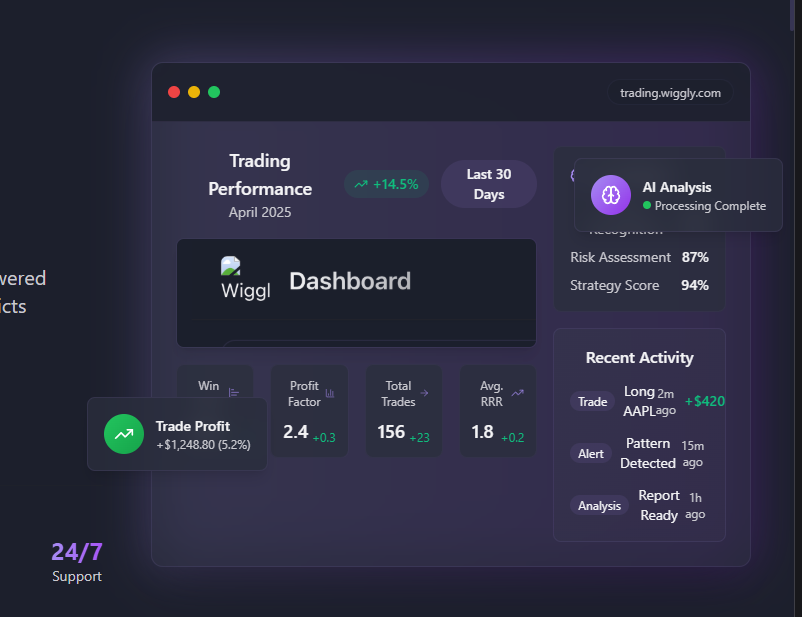 trading.wiggly.com
Trading
Performance
April 2025
+14.5%
Last 30
Days
AI Analysis
Processing Complete
Recognition
Risk Assessment 87%
Strategy Score 94%
wered
icts
Wiggl
Dashboard
Recent Activity
Trade
Long
AAPL
2m
ago
+$420
Alert
Pattern
Detected
15m
ago
Analysis
Report
Ready
1h
ago
Win
Profit
Factor
2.4 +0.3
Total
Trades
156 +23
Avg.
RRR
1.8 +0.2
Trade Profit
+$1,248.80 (5.2%)
24/7
Support